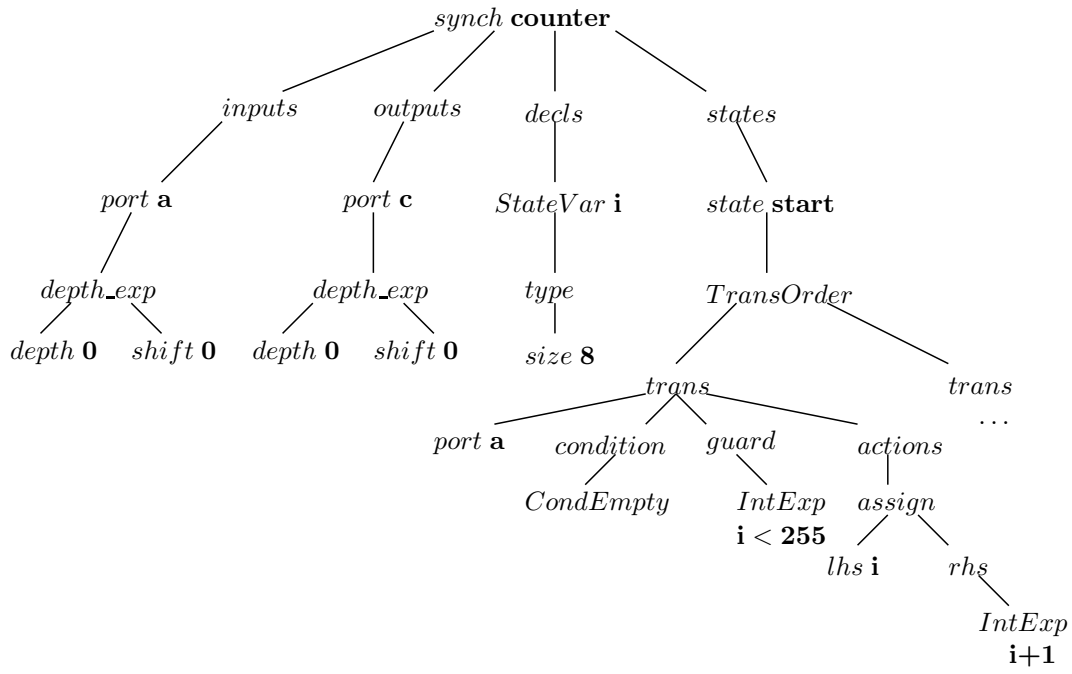 synch counter
inputs outputs decls states
port a port c StateVar i state start
depth_exp depth_exp type TransOrder
depth 0 shift 0 depth 0 shift 0 size 8
trans trans
port a condition guard actions ...
CondEmpty IntExp assign
i < 255
lhs i rhs
IntExp
i+1